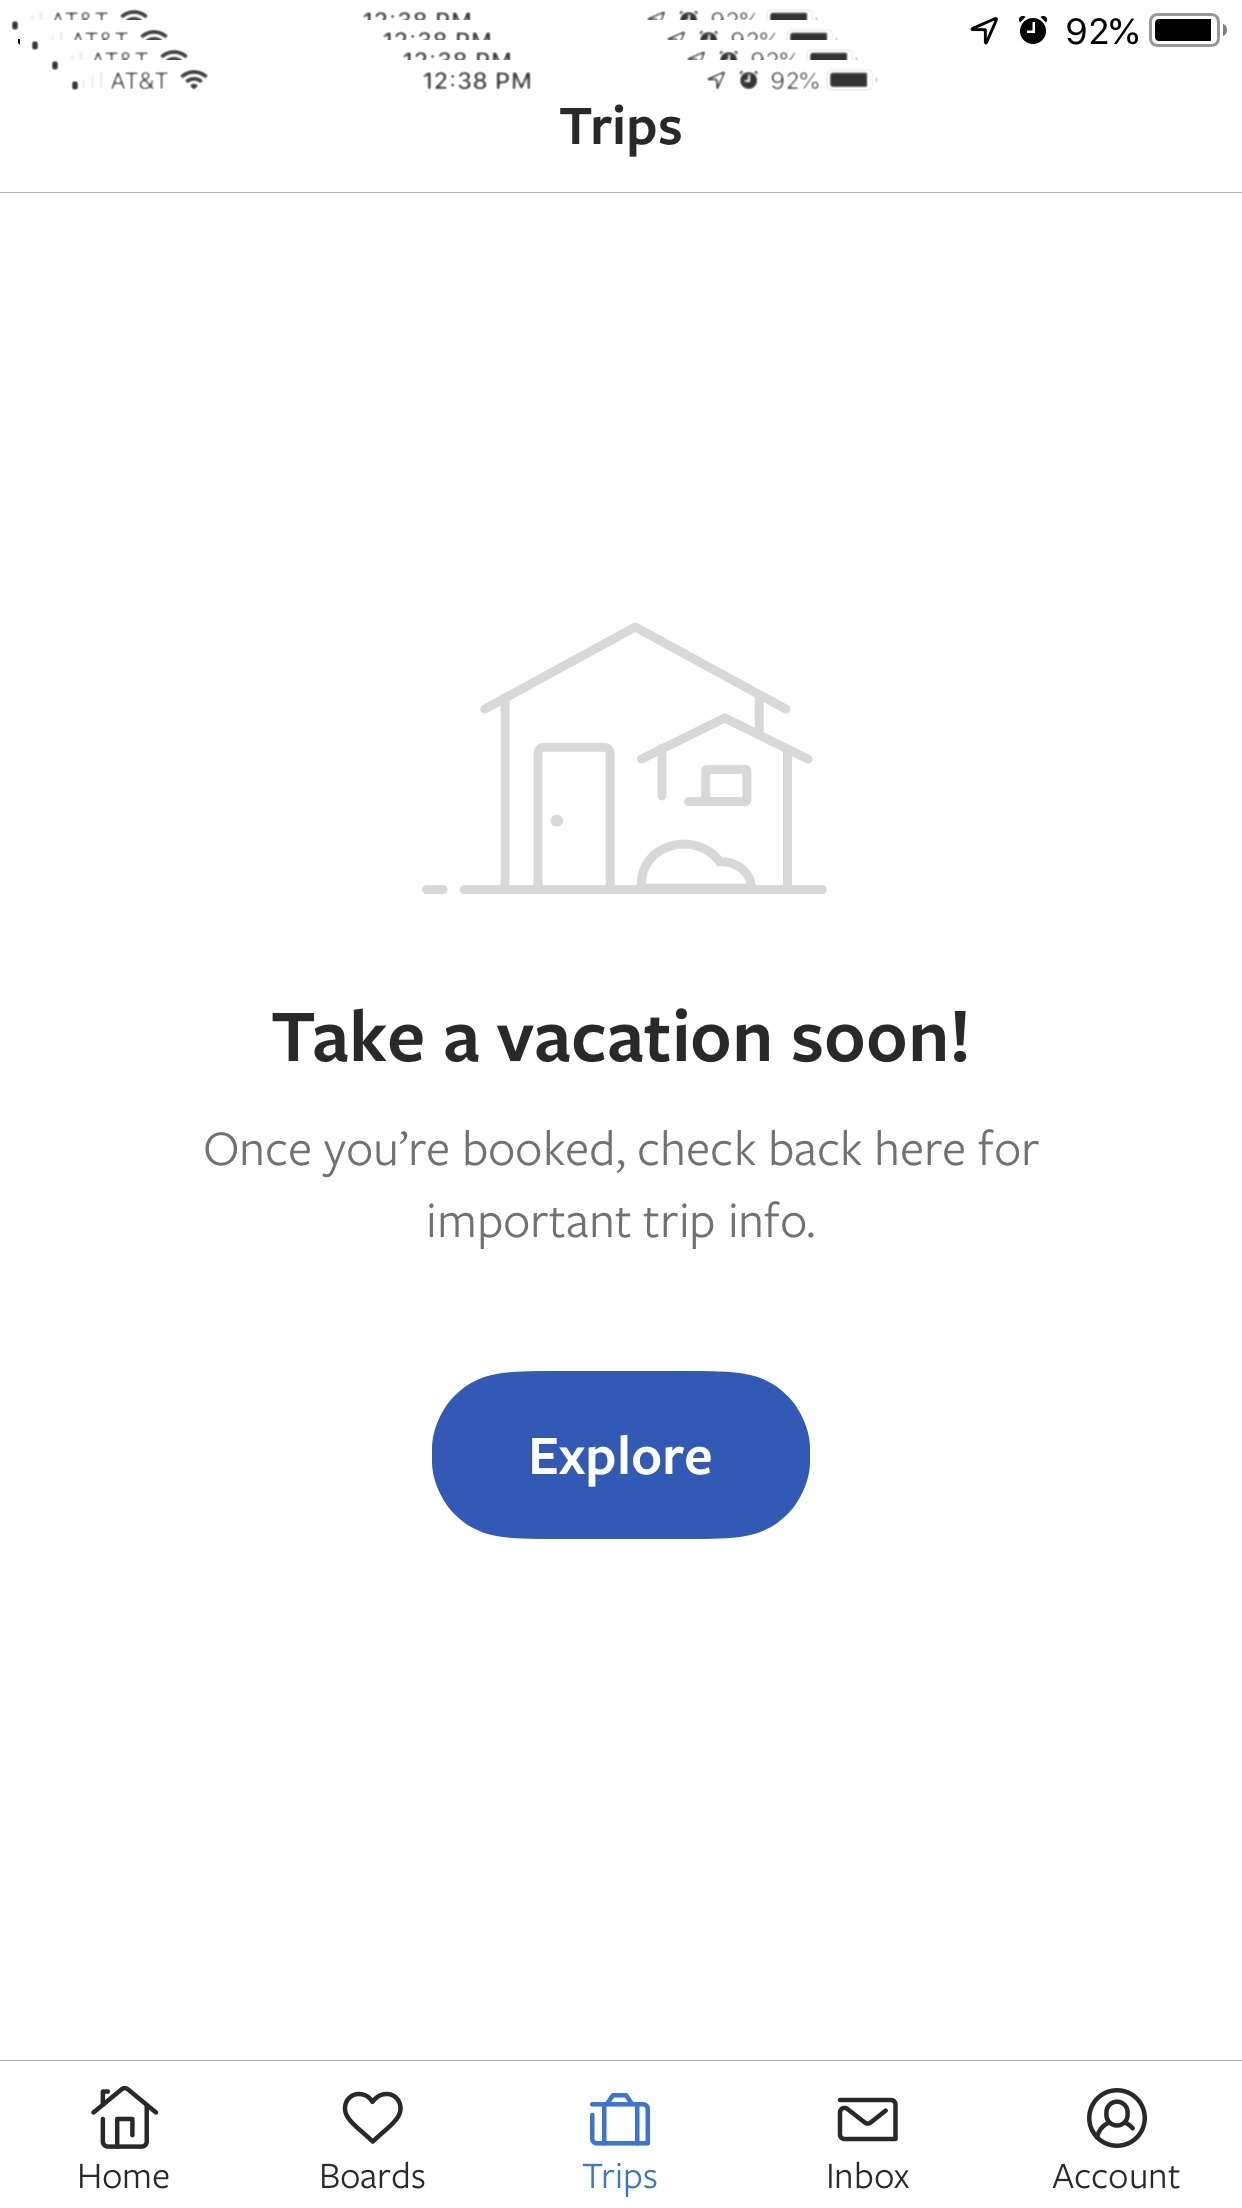 92%
AT&T 12:38 PM 92%
Trips
Take a vacation soon!
Once you’re booked, check back here for
important trip info.
Explore
Home Boards Trips Inbox Account